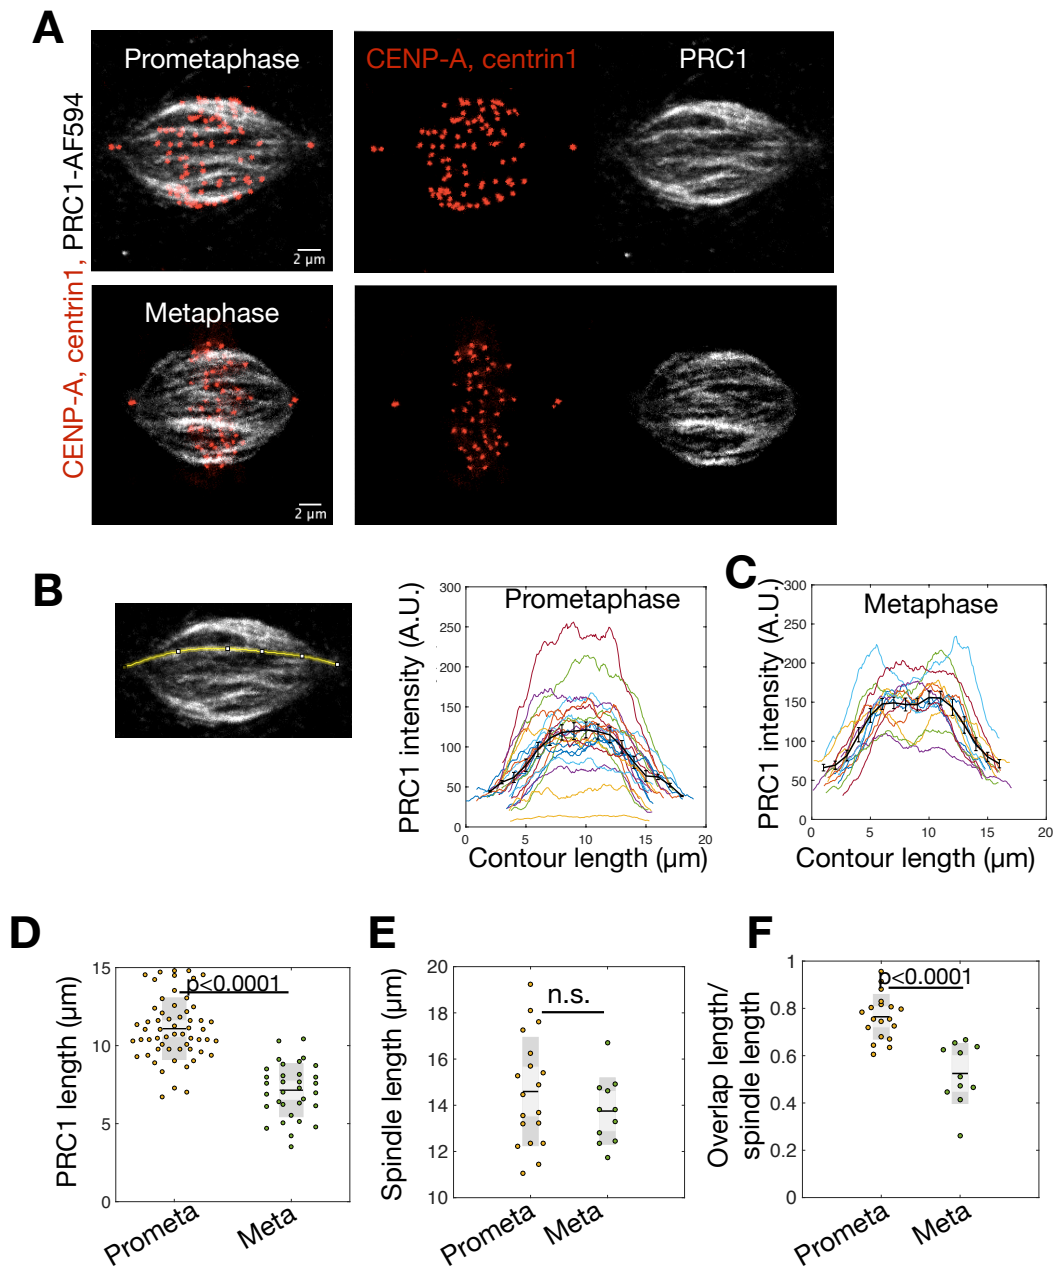 A
CENP-A, centrin1, PRC1-AF594
Prometaphase
2 µm
CENP-A, centrin1
PRC1
Metaphase
2 µm
B
PRC1 intensity (A.U.)
300
250
200
150
100
50
0
Prometaphase
0 5 10 15 20
Contour length (µm)
C
PRC1 intensity (A.U.)
300
250
200
150
100
50
0
Metaphase
0 5 10 15 20
Contour length (µm)
D
PRC1 length (µm)
15
10
5
0
p<0.0001
Prometa
Meta
E
Spindle length (µm)
20
18
16
14
12
10
n.s.
Prometa
Meta
F
Overlap length/
spindle length
1
0.8
0.6
0.4
0.2
0
p<0.0001
Prometa
Meta